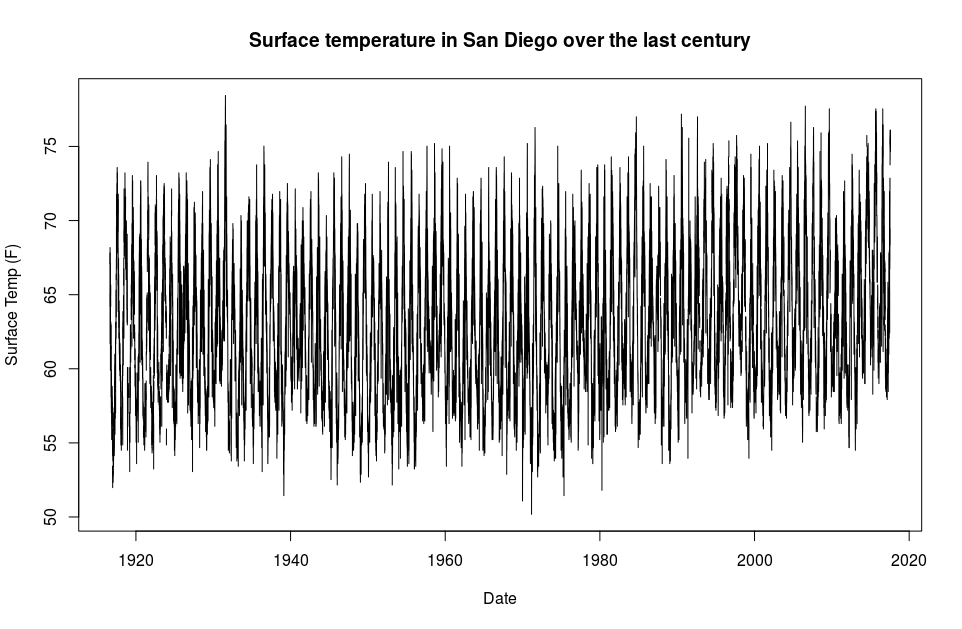 Surface temperature in San Diego over the last century
Surface Temp (F)
75
70
65
60
55
50
1920 1940 1960 1980 2000 2020
Date